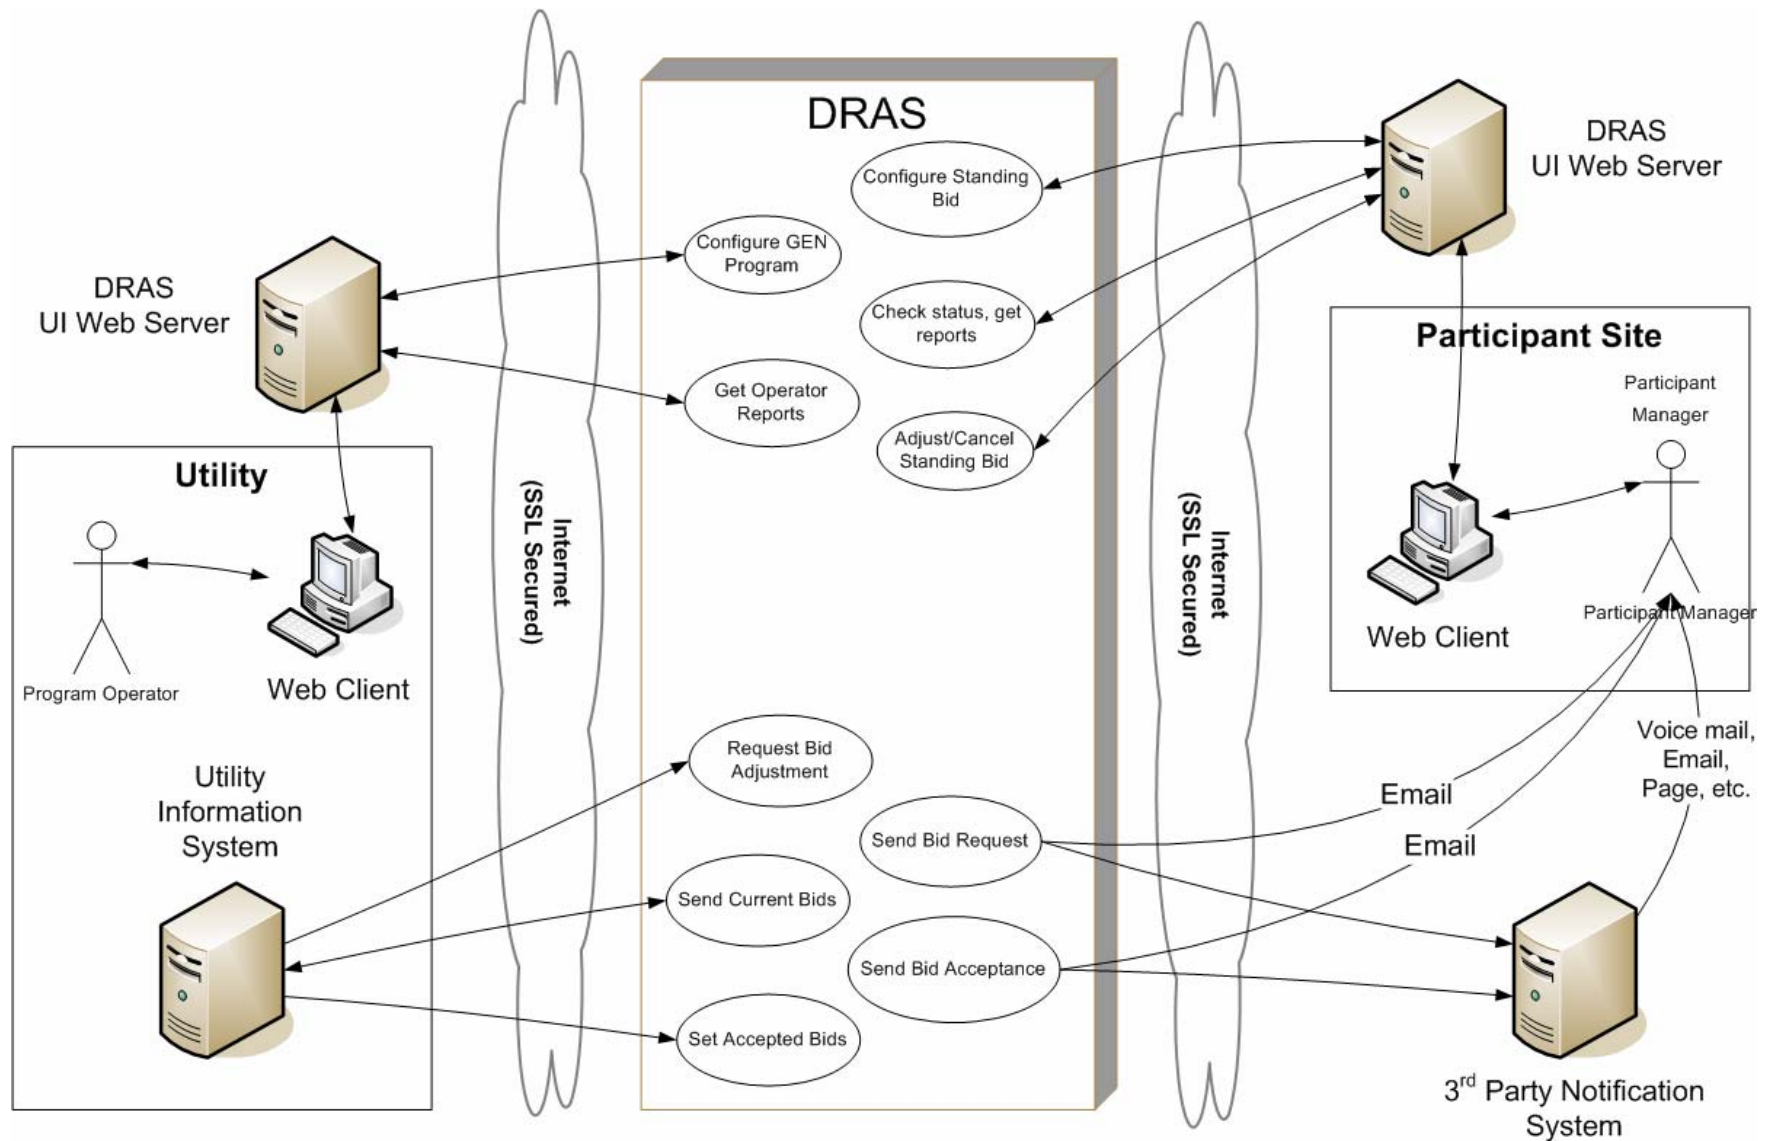 DRAS
DRAS
UI Web Server
Configure Standing
Bid
Configure GEN
Program
DRAS
UI Web Server
Check status, get
reports
Participant Site
Participant
Manager
Get Operator
Reports
Adjust/Cancel
Standing Bid
Utility
Internet
(SSL Secured)
Internet
(SSL Secured)
Participant Manager
Web Client
Program Operator
Web Client
Request Bid
Adjustment
Voice mail,
Email,
Page, etc.
Utility
Information
System
Email
Send Bid Request
Email
Send Current Bids
Send Bid Acceptance
Set Accepted Bids
3rd Party Notification
System